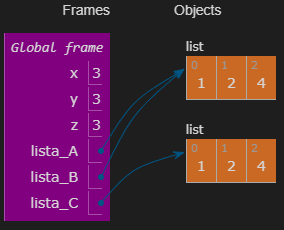 Frames Objects
Global frame
x 3
y 3
z 3
lista_A
lista_B
lista_C
list
0 1 2
1 2 4
list
0 1 2
1 2 4